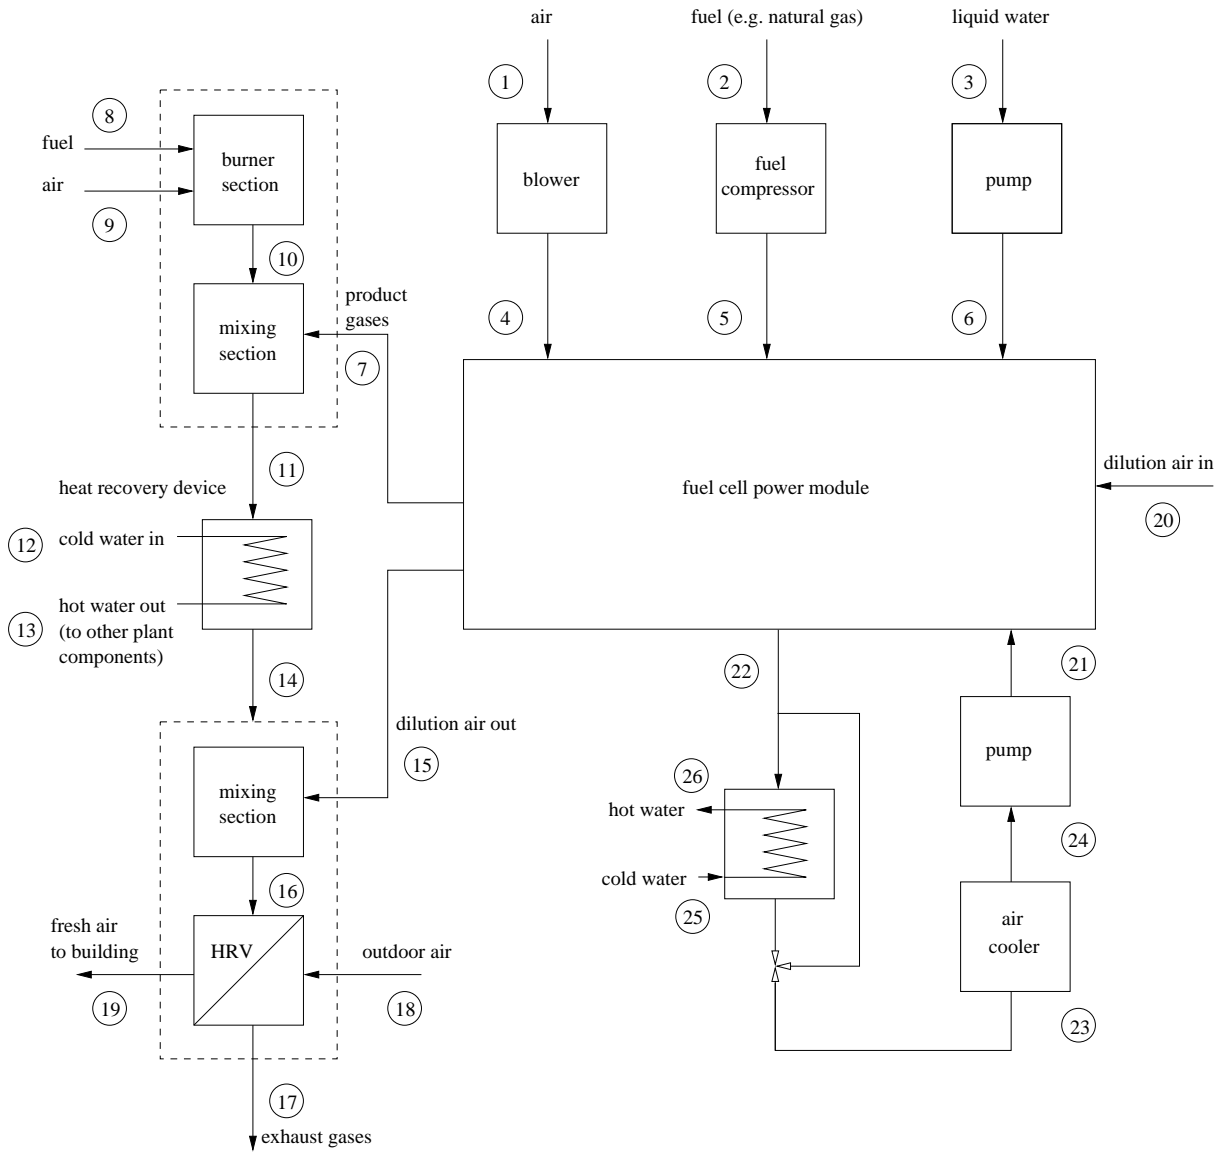 air
fuel (e.g. natural gas)
liquid water
1
2
3
8
fuel
burner
section
blower
fuel
compressor
pump
air
9
10
product
gases
4
5
6
mixing
section
7
11
dilution air in
heat recovery device
fuel cell power module
20
12
cold water in
hot water out
13
(to other plant
components)
14
22
21
dilution air out
15
pump
mixing
section
26
hot water
24
cold water
16
25
fresh air
to building
HRV
outdoor air
air
cooler
19
18
23
17
exhaust gases